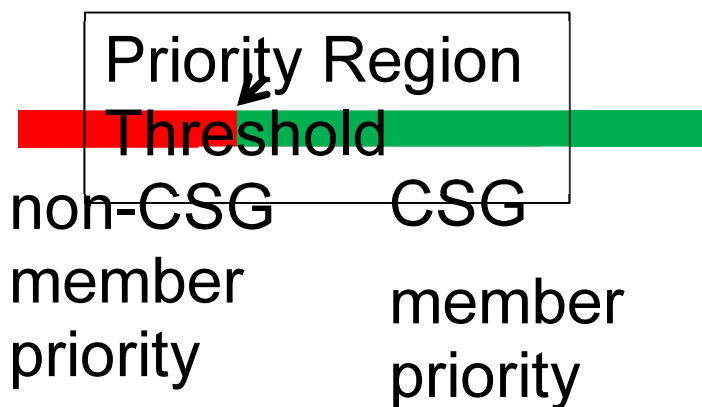 Priority Region
Threshold
non-CSG
member
priority
CSG
member
priority